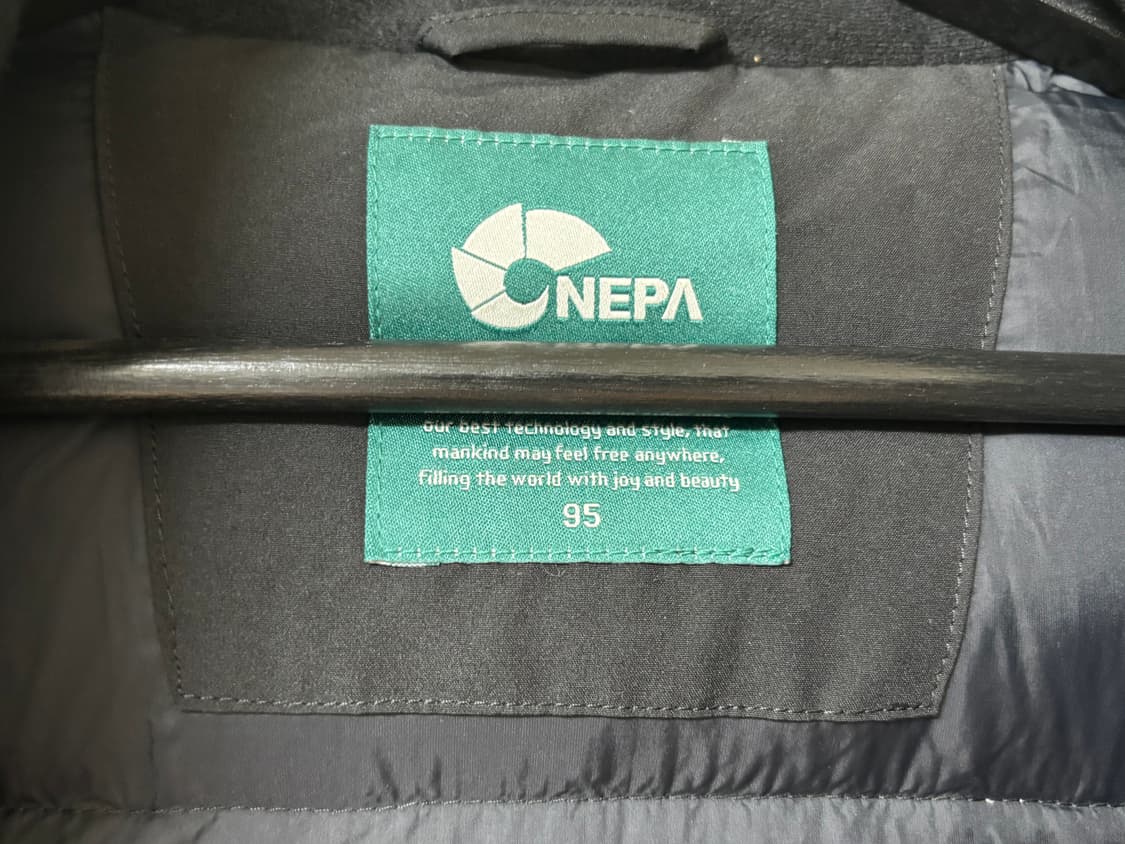 NEPA
our best technology and style, that
mankind may feel free anywhere,
filling the world with joy and beauty
95